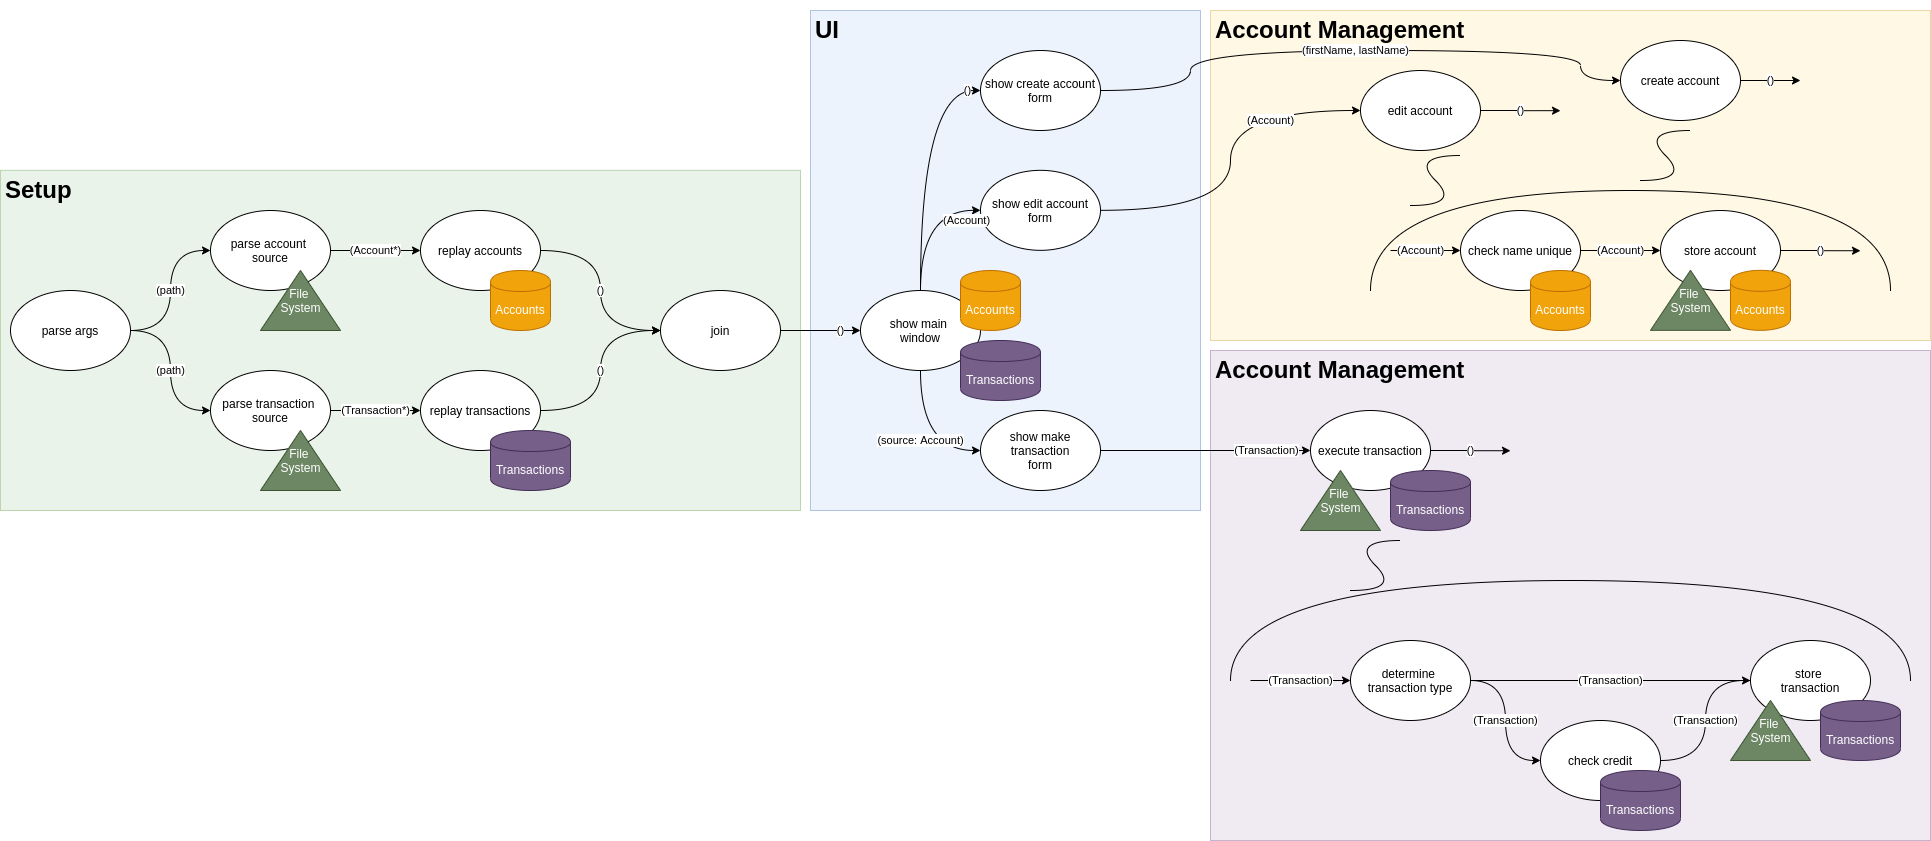 UI
Account Management
(firstName, lastName)
show create account
form
()
create account
()
edit account
()
(Account)
Setup
show edit account
form
(Account)
parse account
source
File
System
(Account*)
replay accounts
Accounts
(path)
()
parse args
join
()
show main
window
Accounts
Transactions
(path)
()
parse transaction
source
File
System
(Transaction*)
replay transactions
Transactions
(source: Account)
show make
transaction
form
(Account)
check name unique
Accounts
(Account)
store account
File
System
Accounts
()
Account Management
(Transaction)
execute transaction
File
System
Transactions
()
(Transaction)
determine
transaction type
(Transaction)
(Transaction)
check credit
Transactions
(Transaction)
store
transaction
File
System
Transactions